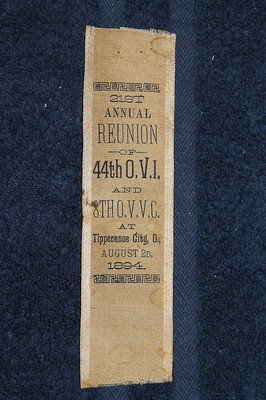 21ST
ANNUAL
REUNION
OF
44th O.V.I.
AND
8TH O.V.V.C.
AT
Tippecanoe City, O.,
AUGUST 2D.
1894.